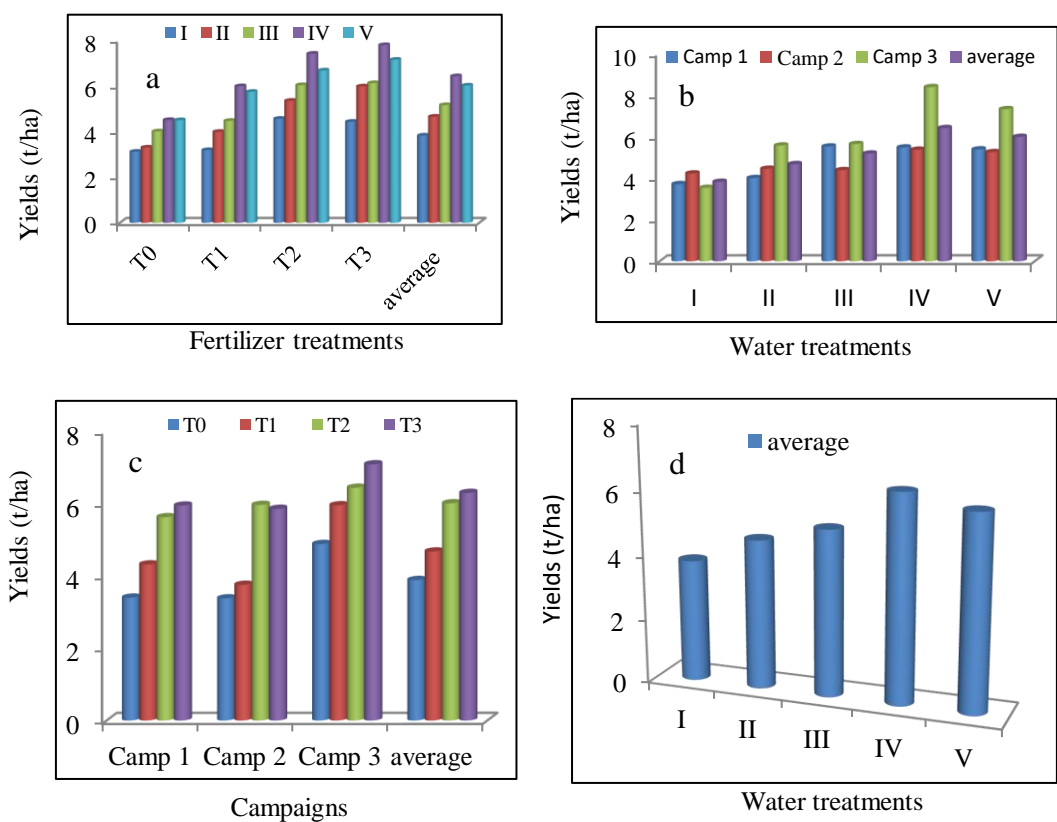 I II III IV V
a
8
6
4
2
0
Yields (t/ha)
T0 T1 T2 T3 average
Fertilizer treatments
Camp 1 Camp 2 Camp 3 average
b
10
8
6
4
2
0
Yields (t/ha)
I II III IV V
Water treatments
T0 T1 T2 T3
c
8
6
4
2
0
Yields (t/ha)
Camp 1 Camp 2 Camp 3 average
Campaigns
average
d
8
6
4
2
0
Yields (t/ha)
I II III IV V
Water treatments